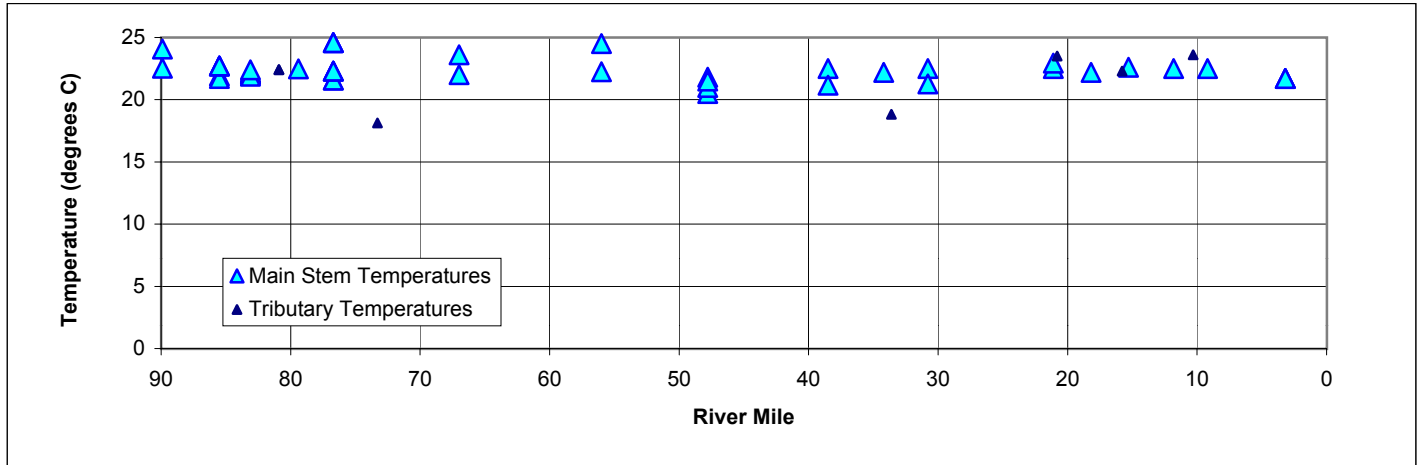 25
20
15
10
5
0
Temperature (degrees C)
Main Stem Temperatures
Tributary Temperatures
90 80 70 60 50 40 30 20 10 0
River Mile